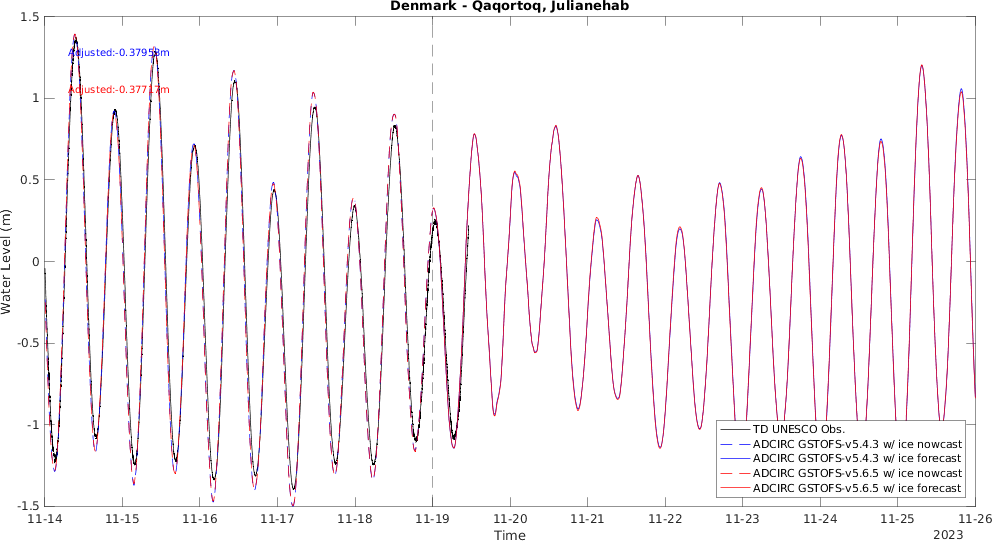 Denmark - Qaqortoq, Julianehab
1.5
1
0.5
0
-0.5
-1
-1.5
Water Level (m)
Adjusted:-0.37953m
Adjusted:-0.37717m
TD UNESCO Obs.
ADCIRC GSTOFS-v5.4.3 w/ ice nowcast
ADCIRC GSTOFS-v5.4.3 w/ ice forecast
ADCIRC GSTOFS-v5.6.5 w/ ice nowcast
ADCIRC GSTOFS-v5.6.5 w/ ice forecast
11-14 11-15 11-16 11-17 11-18 11-19 11-20 11-21 11-22 11-23 11-24 11-25 11-26
Time
2023